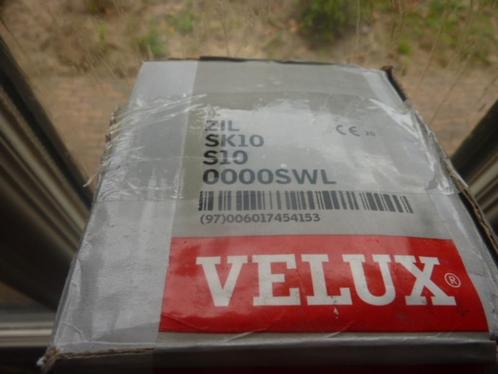 ZIL
SK10
S10
0000SWL
CE
(97)006017454153
VELUX®